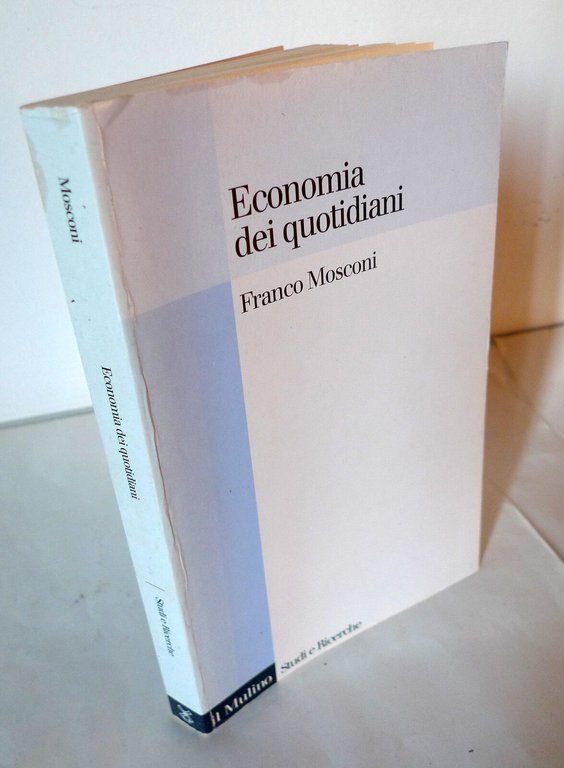 Economia
dei quotidiani
Franco Mosconi
Studi e Ricerche
il Mulino
Mosconi
Economia dei quotidiani
Studi e Ricerche